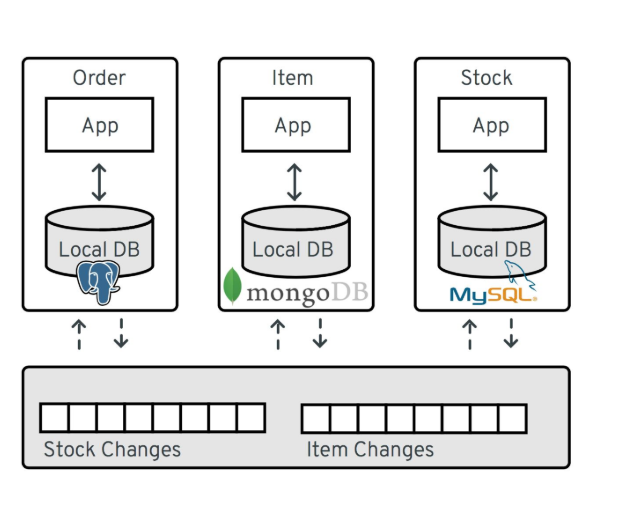 Order
Item
Stock
App
App
App
Local DB
Local DB
Local DB
mongoDB
MySQL®
Stock Changes
Item Changes